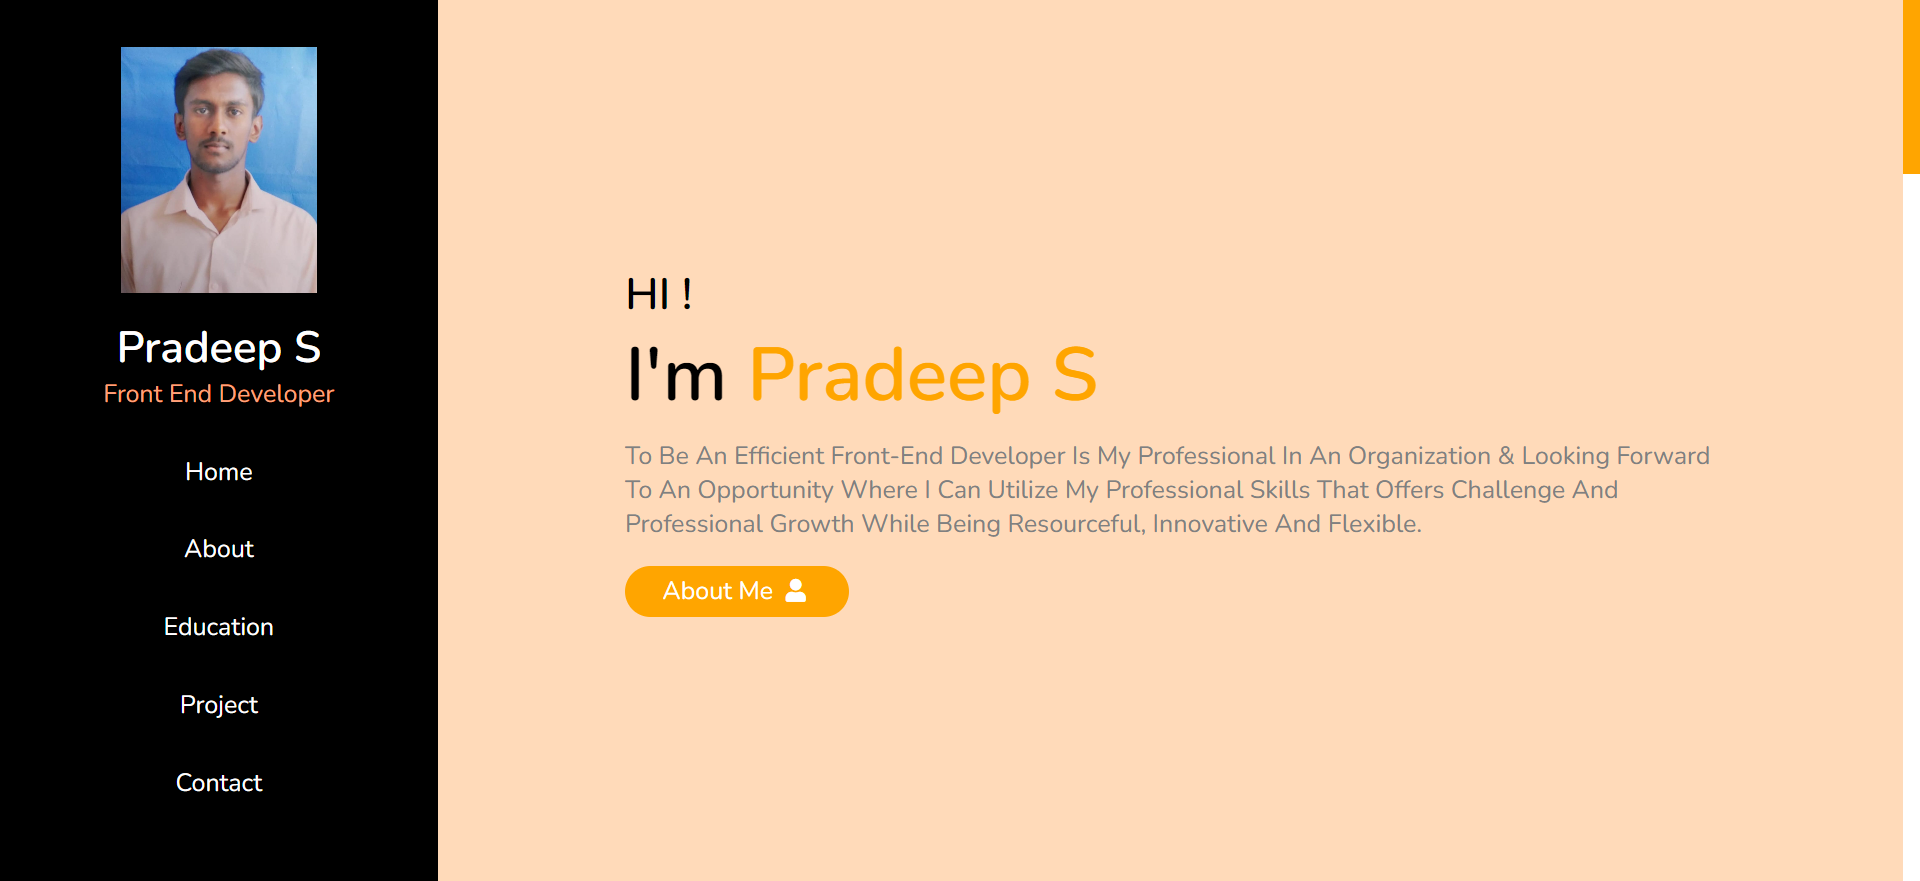 Pradeep S
Front End Developer
Home
About
Education
Project
Contact
HI !
I'm Pradeep S
To Be An Efficient Front-End Developer Is My Professional In An Organization & Looking Forward
To An Opportunity Where I Can Utilize My Professional Skills That Offers Challenge And
Professional Growth While Being Resourceful, Innovative And Flexible.
About Me